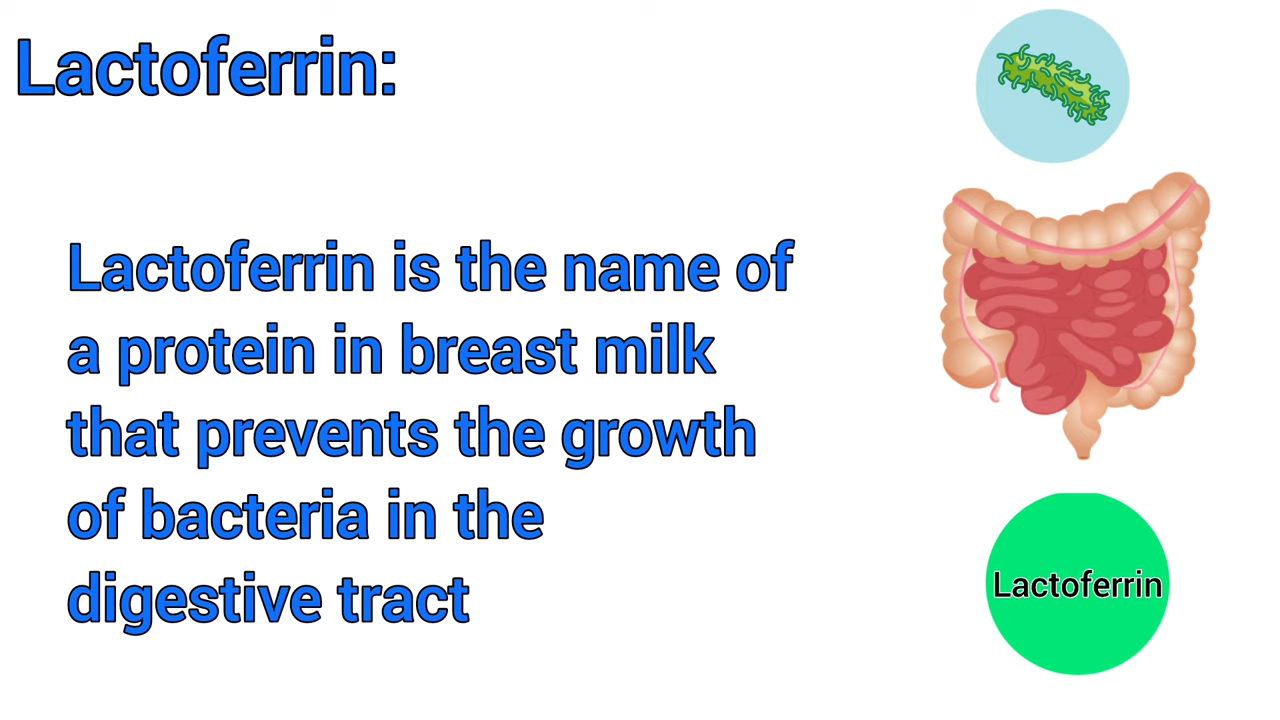 Lactoferrin:
Lactoferrin is the name of
a protein in breast milk
that prevents the growth
of bacteria in the
digestive tract
Lactoferrin